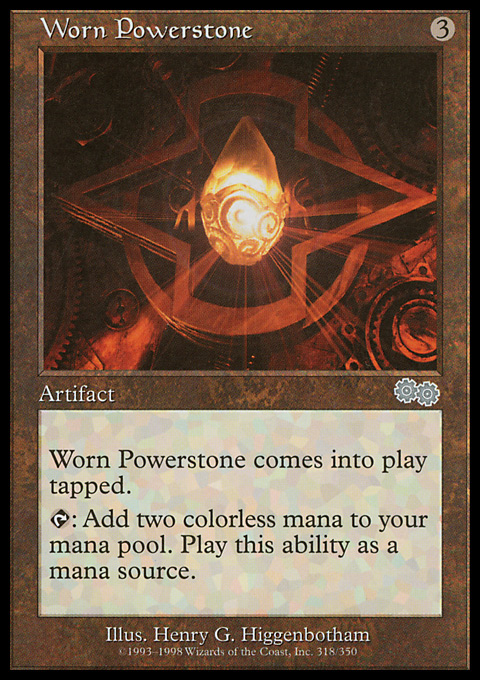 Worn Powerstone 3
Artifact
Worn Powerstone comes into play
tapped.
: Add two colorless mana to your
mana pool. Play this ability as a
mana source.
Illus. Henry G. Higgenbotham
©1993–1998 Wizards of the Coast, Inc. 318/350